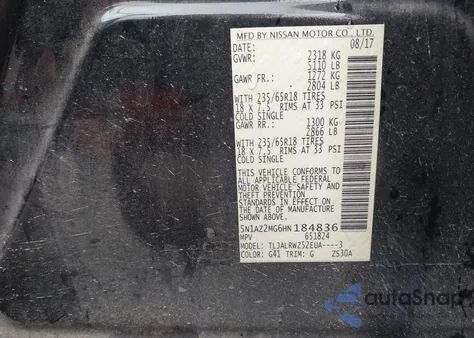 MFD BY NISSAN MOTOR CO., LTD.
DATE: 08/17
GVWR: 2318 KG
5110 LB
GAWR FR.: 1272 KG
2804 LB
WITH 235/65R18 TIRES
18 x 7.5 RIMS AT 33 PSI
COLD SINGLE
GAWR RR.: 1300 KG
2866 LB
WITH 235/65R18 TIRES
18 x 7.5 RIMS AT 33 PSI
COLD SINGLE
THIS VEHICLE CONFORMS TO
ALL APPLICABLE FEDERAL
MOTOR VEHICLE SAFETY AND
THEFT PREVENTION
STANDARDS IN EFFECT ON
THE DATE OF MANUFACTURE
SHOWN ABOVE.
5N1AZ2MG6HN184836
MPV 651824
MODEL: TLJALRWZ52EUA----3
COLOR: G41 TRIM: G ZS30A
autoSnap